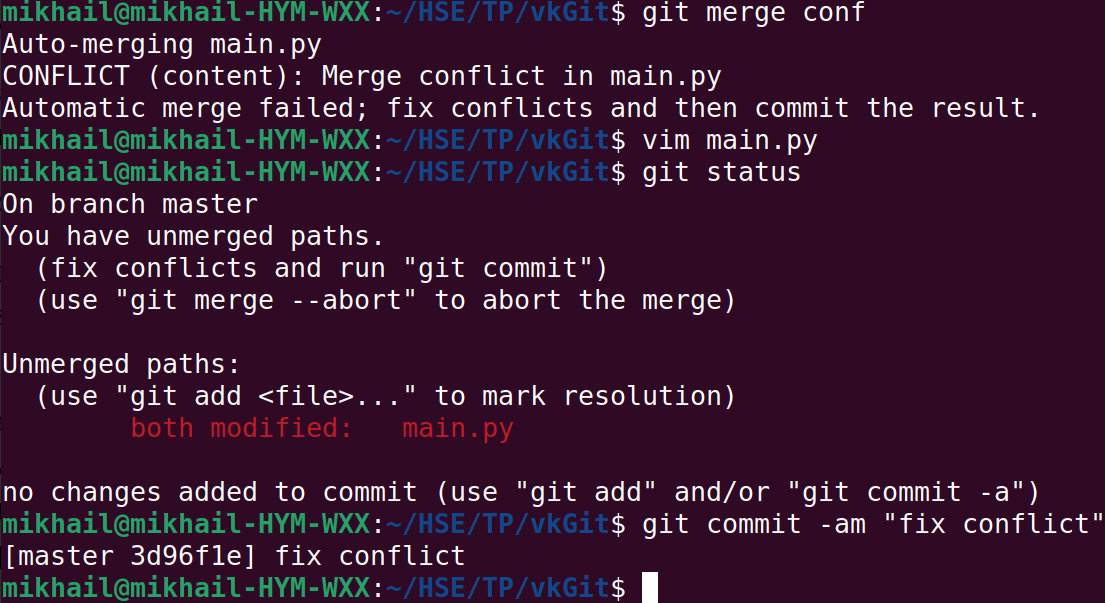 mikhail@mikhail-HYM-WXX:~/HSE/TP/vkGit$ git merge conf
Auto-merging main.py
CONFLICT (content): Merge conflict in main.py
Automatic merge failed; fix conflicts and then commit the result.
mikhail@mikhail-HYM-WXX:~/HSE/TP/vkGit$ vim main.py
mikhail@mikhail-HYM-WXX:~/HSE/TP/vkGit$ git status
On branch master
You have unmerged paths.
  (fix conflicts and run "git commit")
  (use "git merge --abort" to abort the merge)

Unmerged paths:
  (use "git add <file>..." to mark resolution)
        both modified:   main.py

no changes added to commit (use "git add" and/or "git commit -a")
mikhail@mikhail-HYM-WXX:~/HSE/TP/vkGit$ git commit -am "fix conflict"
[master 3d96f1e] fix conflict
mikhail@mikhail-HYM-WXX:~/HSE/TP/vkGit$